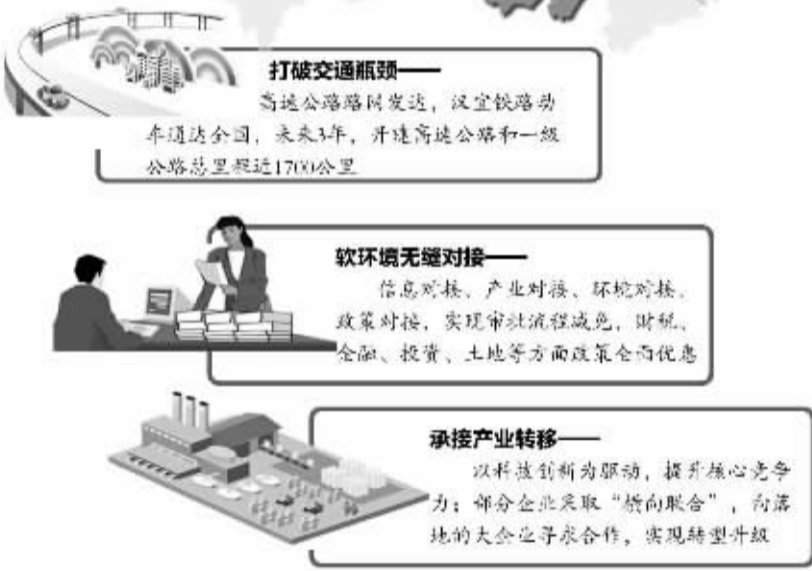 打破交通瓶颈——
高速公路路网发达，汉宜铁路动
车通达全国，未来3年，开建高速公路和一级
公路总里程近1700公里
软环境无缝对接——
信息对接、产业对接、环境对接、
政策对接，实现审批流程减免，财税、
金融、投资、土地等方面政策全面优惠
承接产业转移——
以科技创新为驱动，提升核心竞争
力；部分企业采取“横向联合”，向落
地的大企业寻求合作，实现转型升级